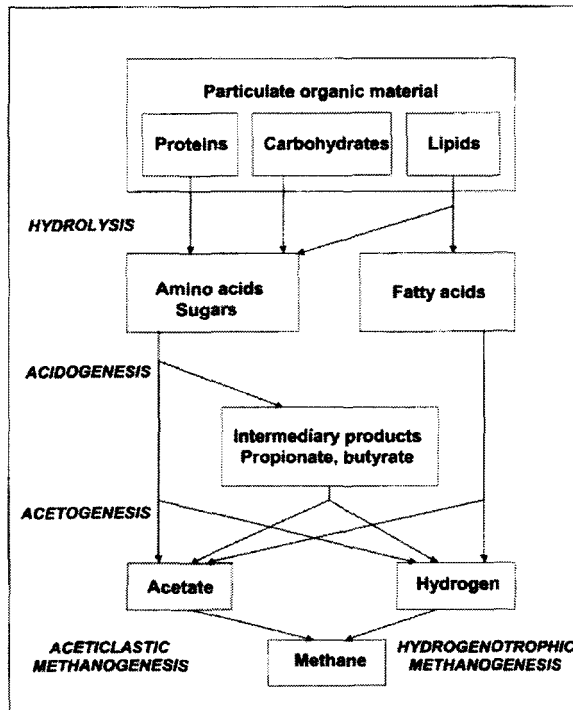 Particulate organic material
Proteins
Carbohydrates
Lipids
HYDROLYSIS
Amino acids
Sugars
Fatty acids
ACIDOGENESIS
Intermediary products
Propionate, butyrate
ACETOGENESIS
Acetate
Hydrogen
ACETICLASTIC
METHANOGENESIS
Methane
HYDROGENOTROPHIC
METHANOGENESIS